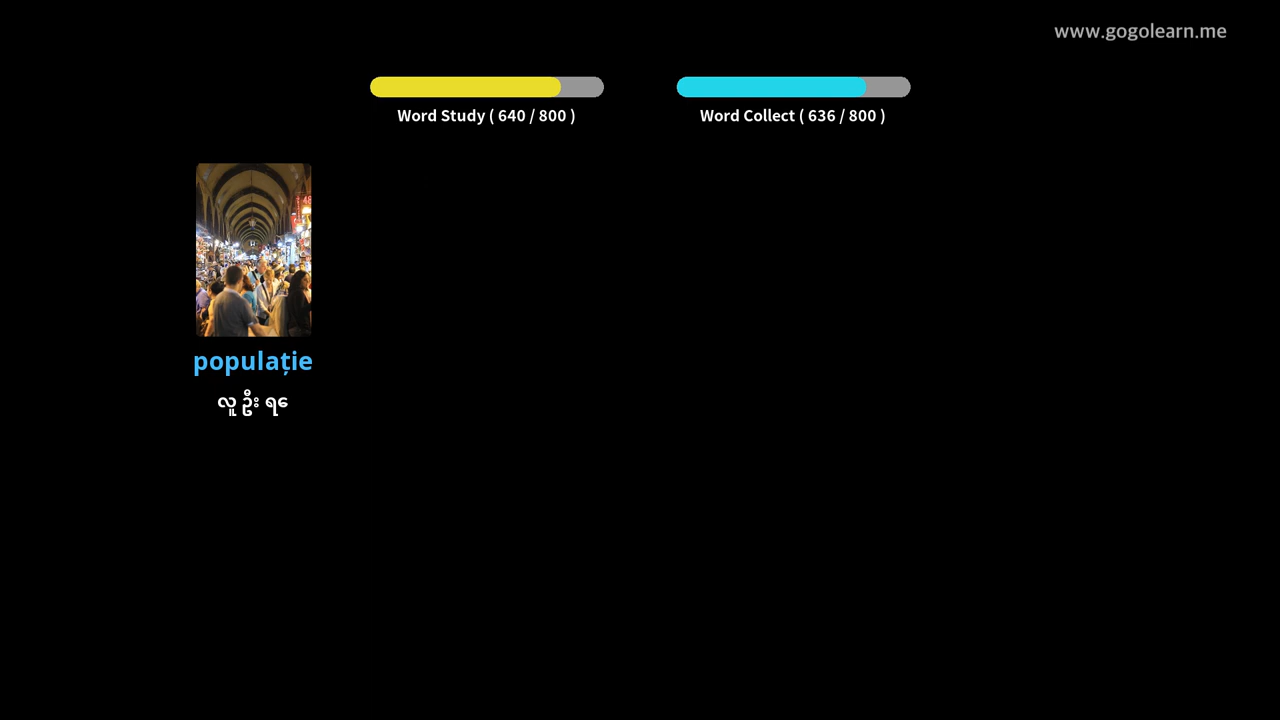 www.gogolearn.me
Word Study ( 640 / 800 )
Word Collect ( 636 / 800 )
populație
လူ ဦး ရေ